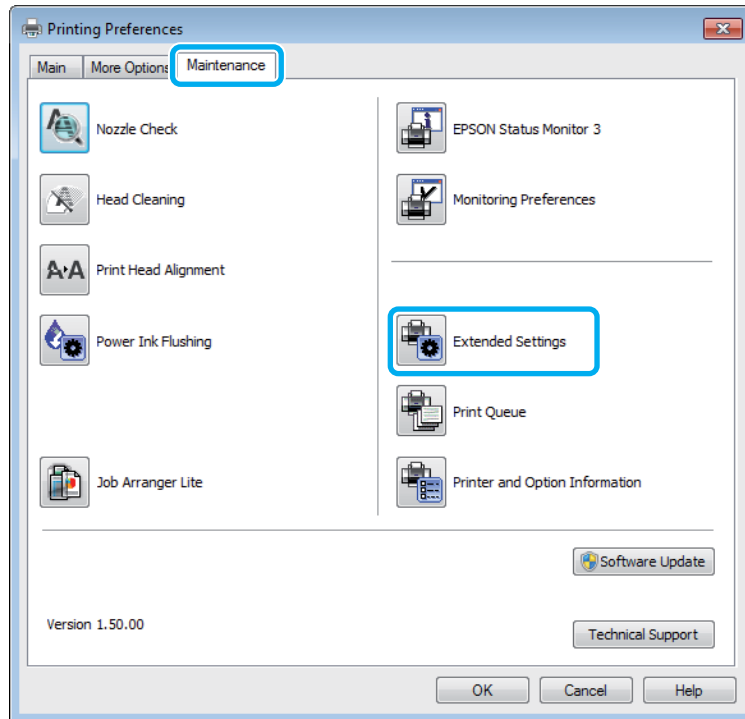 Printing Preferences
Main
More Options
Maintenance
Nozzle Check
EPSON Status Monitor 3
Head Cleaning
Monitoring Preferences
Print Head Alignment
Power Ink Flushing
Extended Settings
Print Queue
Job Arranger Lite
Printer and Option Information
Software Update
Version 1.50.00
Technical Support
OK
Cancel
Help